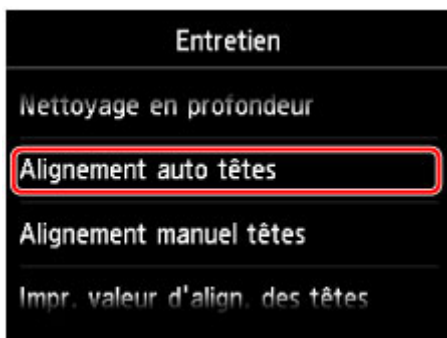 Entretien
Nettoyage en profondeur
Alignement auto têtes
Alignement manuel têtes
Impr. valeur d'align. des têtes